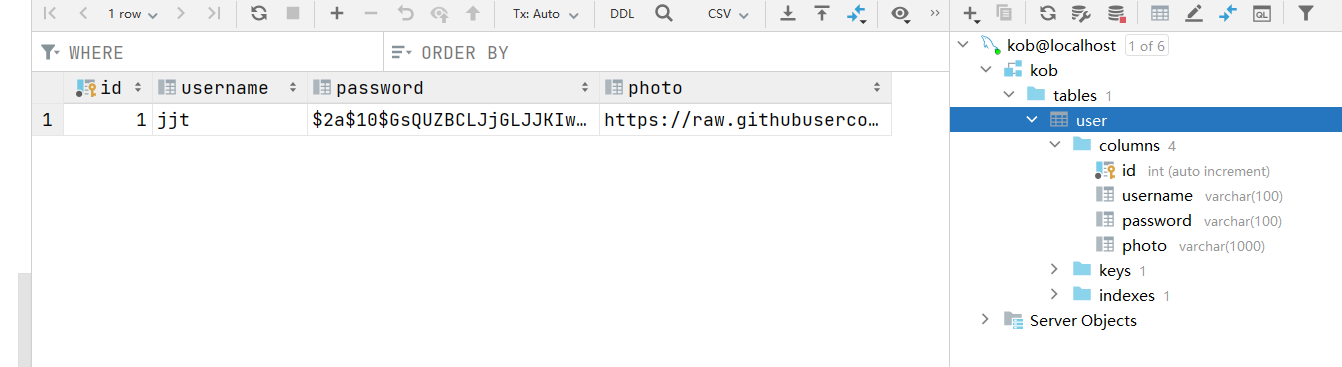 1 row
Tx: Auto
DDL
CSV
WHERE
ORDER BY
id username password photo
1 1 jjt $2a$10$GsQUZBCLJjGLJJKIw… https://raw.githubuserco…
kob@localhost 1 of 6
kob
tables 1
user
columns 4
id int (auto increment)
username varchar(100)
password varchar(100)
photo varchar(1000)
keys 1
indexes 1
Server Objects
QL